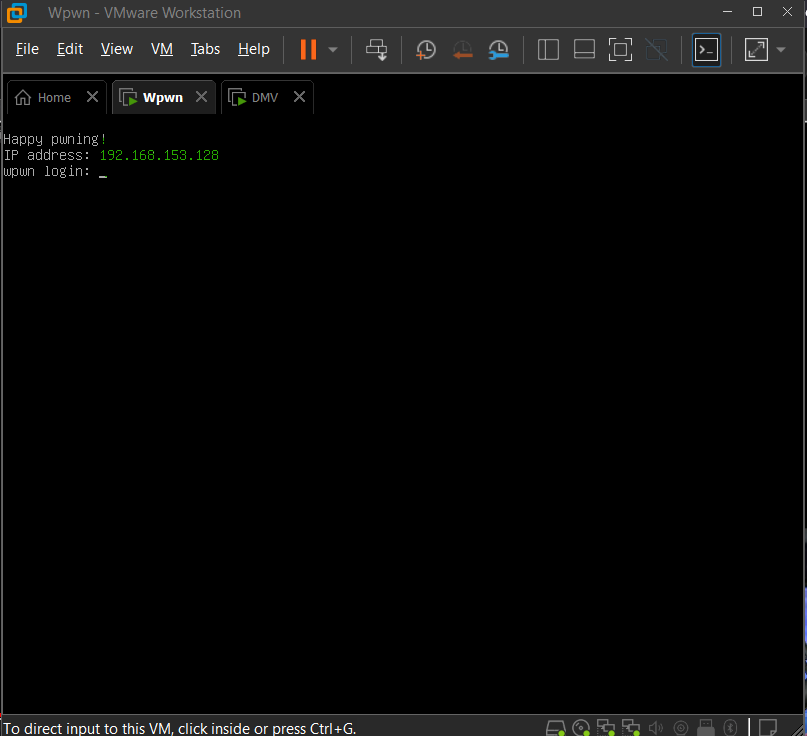 Wpwn - VMware Workstation
File Edit View VM Tabs Help
Home Wpwn DMV
Happy pwning!
IP address: 192.168.153.128
wpwn login: _
To direct input to this VM, click inside or press Ctrl+G.